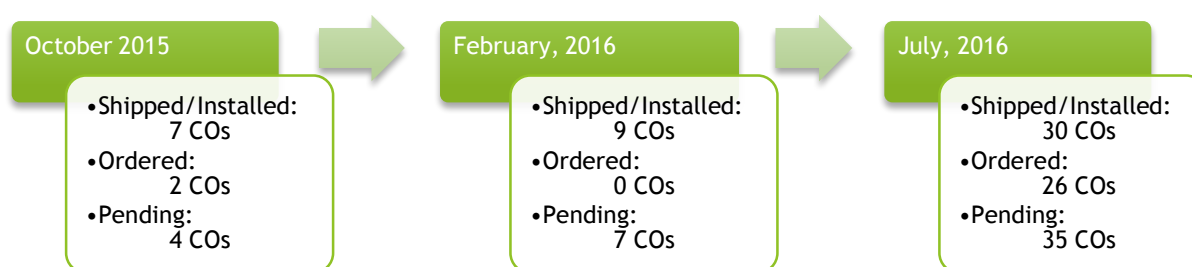 October 2015
•Shipped/Installed:
7 COs
•Ordered:
2 COs
•Pending:
4 COs
February, 2016
•Shipped/Installed:
9 COs
•Ordered:
0 COs
•Pending:
7 COs
July, 2016
•Shipped/Installed:
30 COs
•Ordered:
26 COs
•Pending:
35 COs